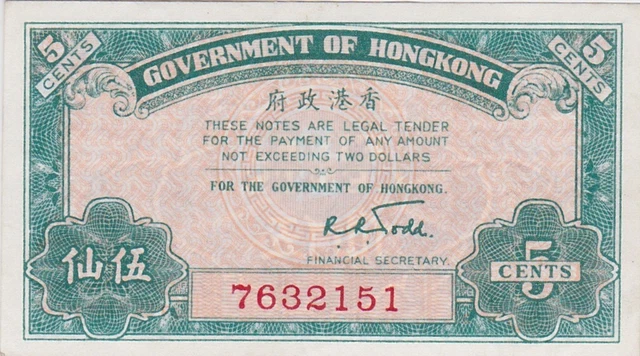 5 CENTS
GOVERNMENT OF HONGKONG
5 CENTS
府政港香
THESE NOTES ARE LEGAL TENDER
FOR THE PAYMENT OF ANY AMOUNT
NOT EXCEEDING TWO DOLLARS
FOR THE GOVERNMENT OF HONGKONG.
R.R.Todd.
FINANCIAL SECRETARY.
仙伍
5 CENTS
7632151